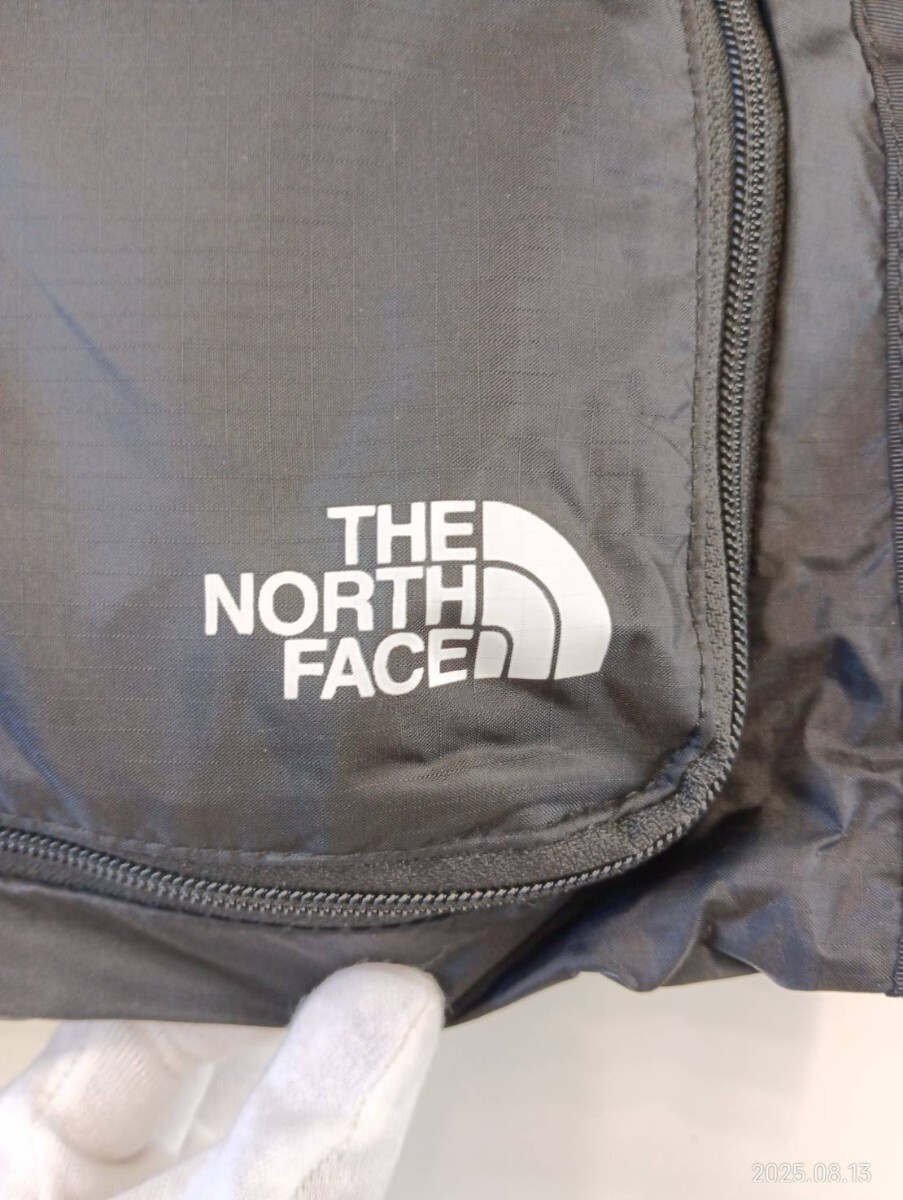 THE
NORTH
FACE
2025.08.13